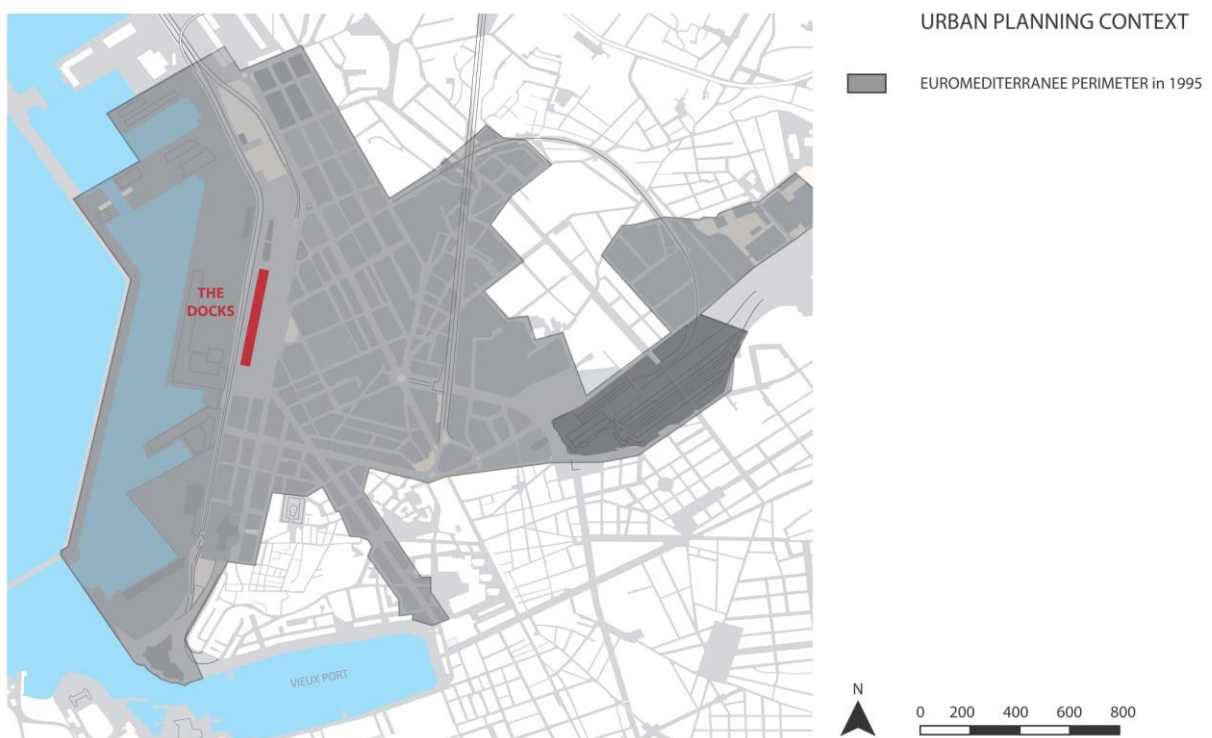 URBAN PLANNING CONTEXT
EUROMEDITERRANEE PERIMETER in 1995
THE
DOCKS
VIEUX PORT
N
0 200 400 600 800